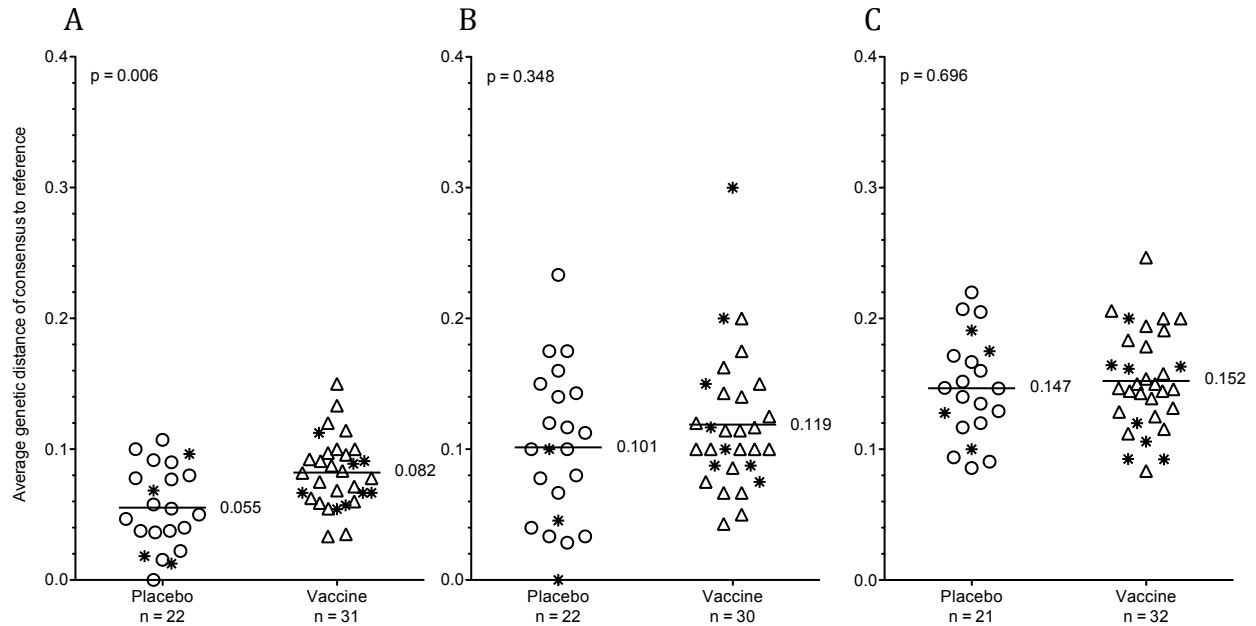 A
B
C
Average genetic distance of consensus to reference
0.4
0.3
0.2
0.1
0.0
p = 0.006
0.055
0.082
Placebo
n = 22
Vaccine
n = 31
0.4
0.3
0.2
0.1
0.0
p = 0.348
0.101
0.119
Placebo
n = 22
Vaccine
n = 30
0.4
0.3
0.2
0.1
0.0
p = 0.696
0.147
0.152
Placebo
n = 21
Vaccine
n = 32